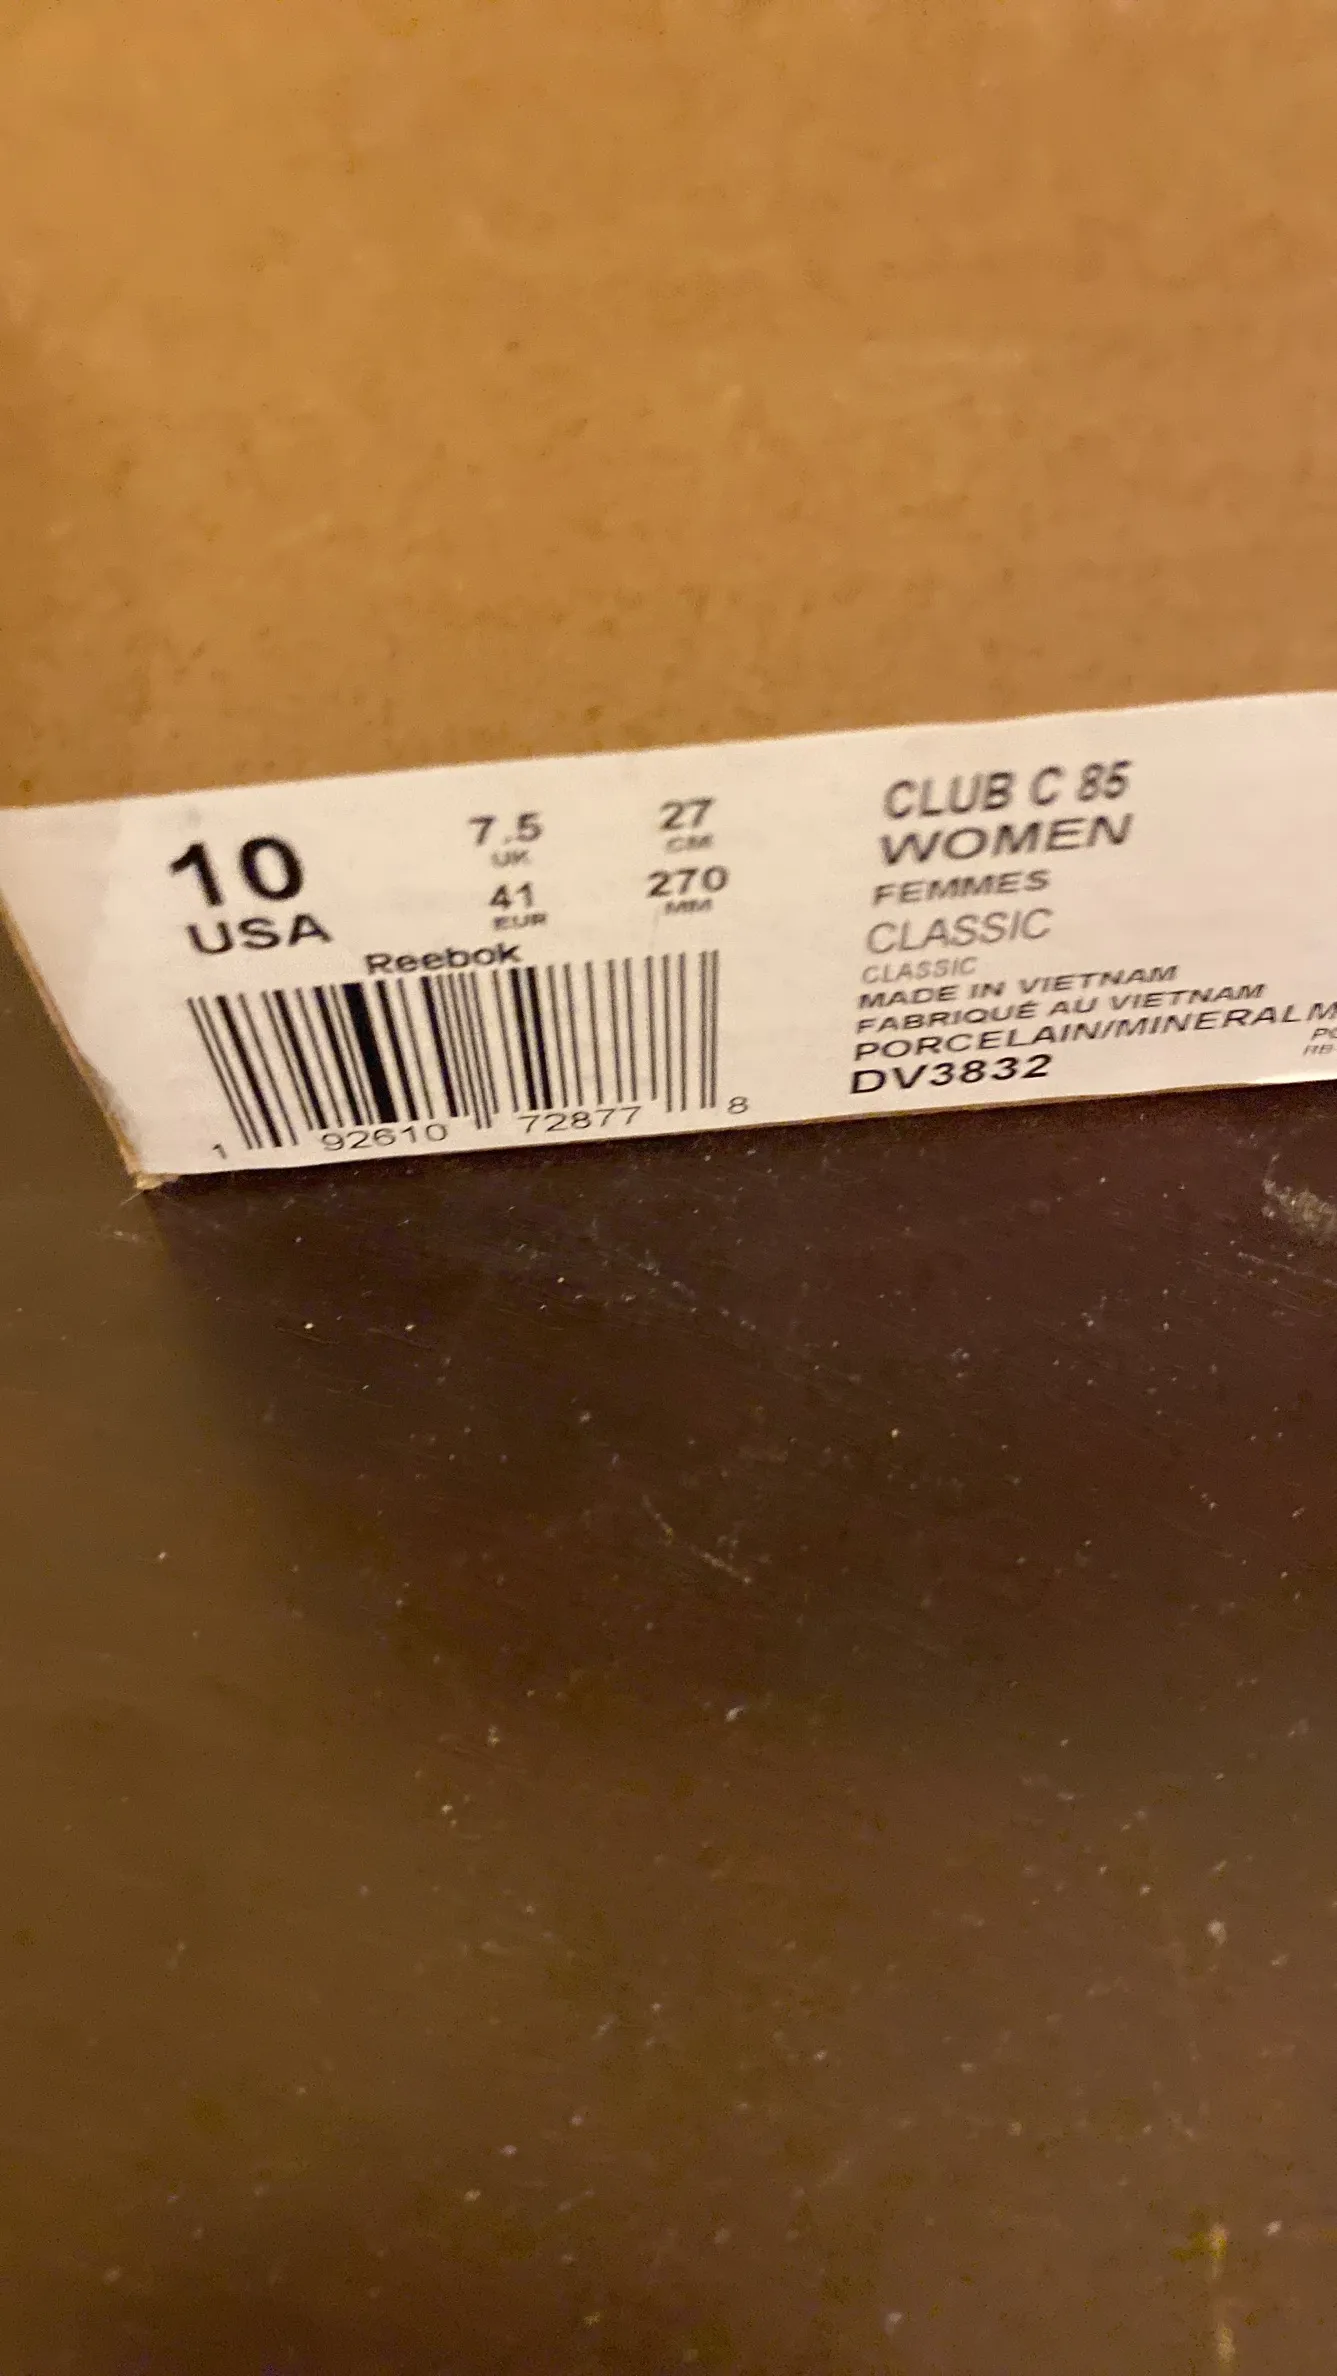 10
USA
7.5
UK
41
EUR
27
CM
270
MM
Reebok
1 92610 72877 8
CLUB C 85
WOMEN
FEMMES
CLASSIC
CLASSIC
MADE IN VIETNAM
FABRIQUÉ AU VIETNAM
PORCELAIN/MINERAL M
DV3832